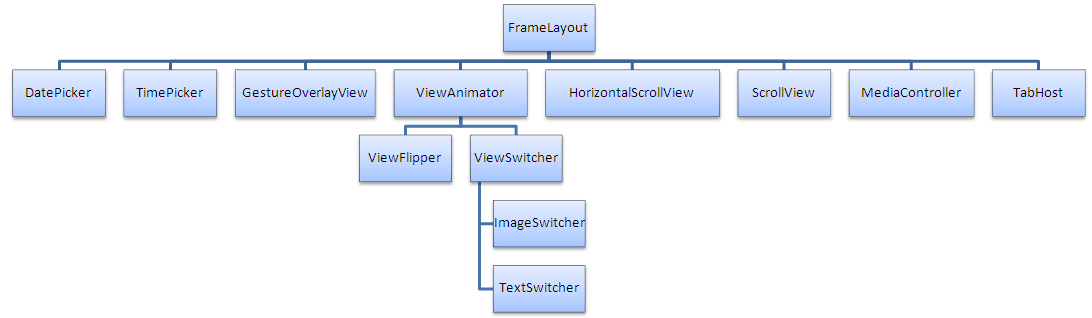 FrameLayout
DatePicker
TimePicker
GestureOverlayView
ViewAnimator
HorizontalScrollView
ScrollView
MediaController
TabHost
ViewFlipper
ViewSwitcher
ImageSwitcher
TextSwitcher